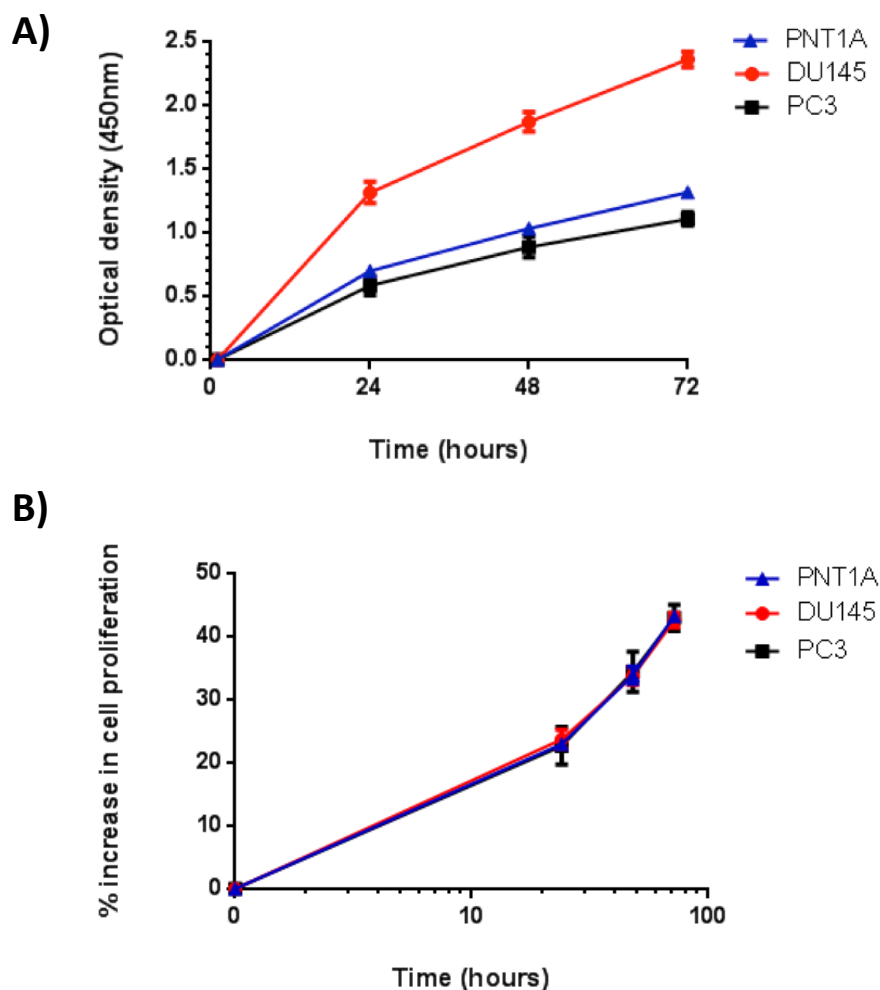 A)
Optical density (450nm)
2.5
2.0
1.5
1.0
0.5
0.0
0
24
48
72
Time (hours)
PNT1A
DU145
PC3
B)
% increase in cell proliferation
50
40
30
20
10
0
0
10
100
Time (hours)
PNT1A
DU145
PC3